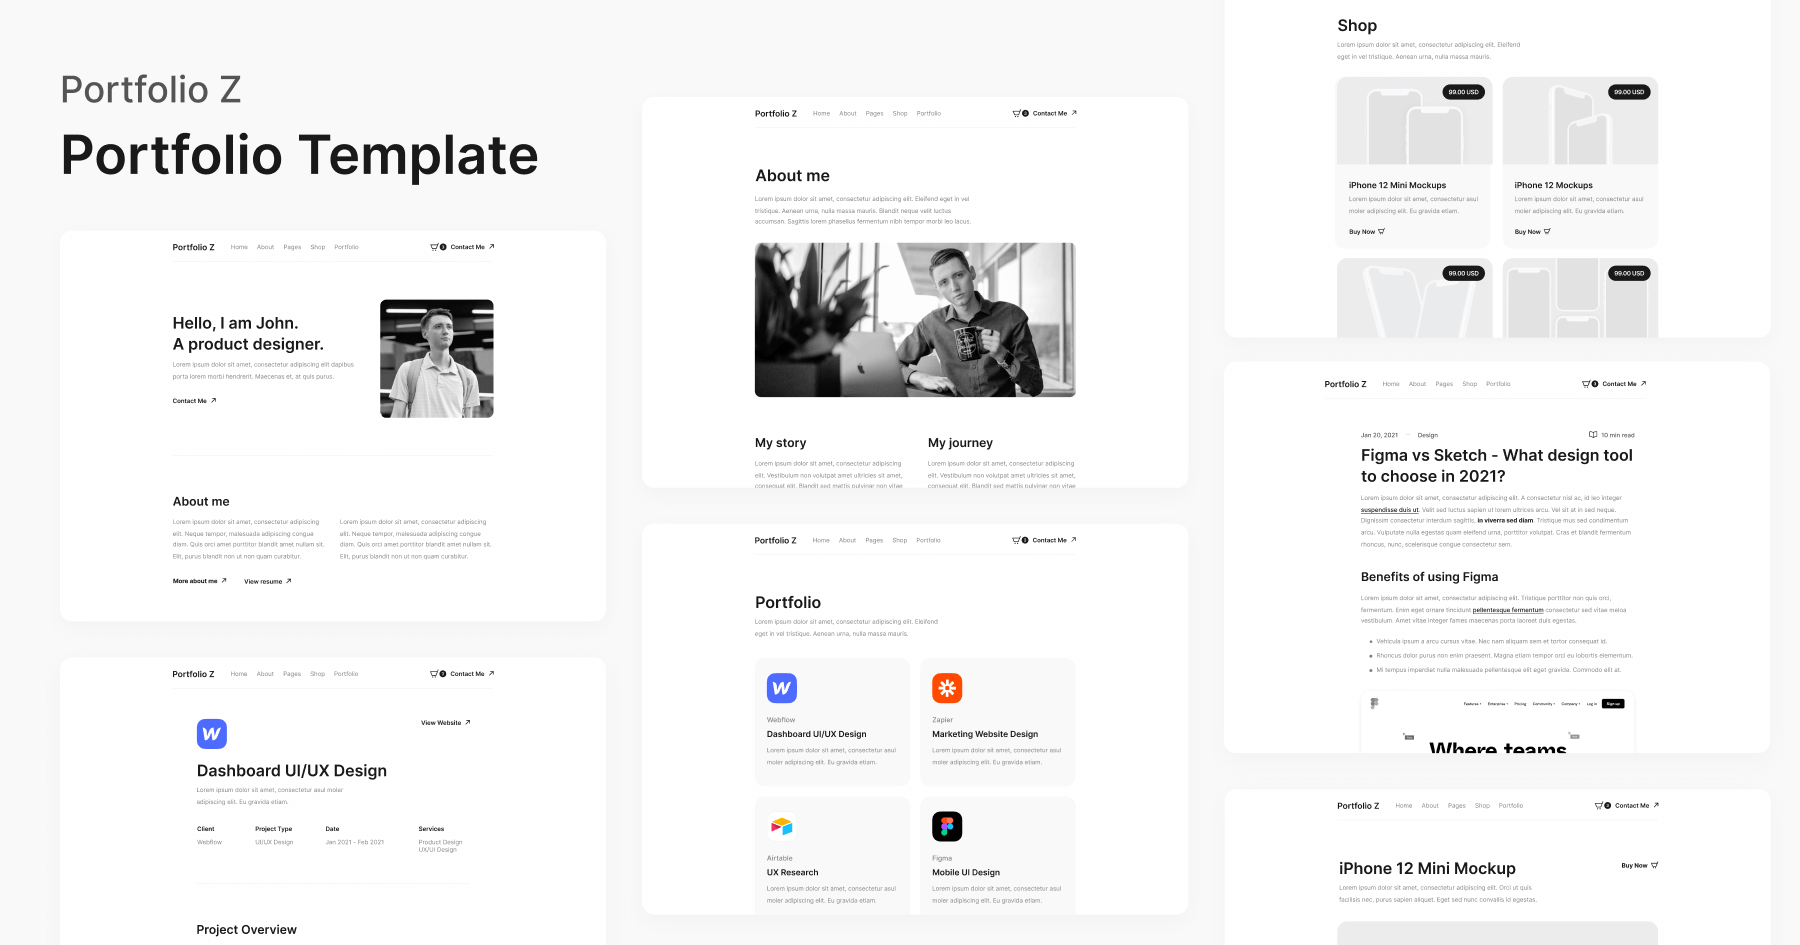 Portfolio Z
Portfolio Template
Portfolio Z Home About Pages Shop Portfolio Contact Me
Hello, I am John.
A product designer.
Lorem ipsum dolor sit amet, consectetur adipiscing elit dapibus
porta lorem morbi hendrerit. Maecenas et, at quis purus.
Contact Me
About me
Lorem ipsum dolor sit amet, consectetur adipiscing
elit. Neque tempor, malesuada adipiscing congue
diam. Quis orci amet porttitor blandit amet nullam sit.
Elit, purus blandit non ut non quam curabitur.
Lorem ipsum dolor sit amet, consectetur adipiscing
elit. Neque tempor, malesuada adipiscing congue
diam. Quis orci amet porttitor blandit amet nullam sit.
Elit, purus blandit non ut non quam curabitur.
More about me View resume
Portfolio Z Home About Pages Shop Portfolio Contact Me
View Website
W
Dashboard UI/UX Design
Lorem ipsum dolor sit amet, consectetur asul molar
adipiscing elit. Eu gravida etiam.
Client Project Type Date Services
Webflow UI/UX Design Jan 2021 - Feb 2021 Product Design
UX/UI Design
Project Overview
Portfolio Z Home About Pages Shop Portfolio Contact Me
About me
Lorem ipsum dolor sit amet, consectetur adipiscing elit. Eleifend eget in vel
tristique. Aenean urna, nulla massa mauris. Blandit neque velit luctus
accumsan. Sagittis lorem phasellus fermentum nibh tempor morbi leo lacus.
My story
Lorem ipsum dolor sit amet, consectetur adipiscing
elit. Vestibulum non volutpat amet ultricies sit amet,
consequat elit. Blandit sed mattis pulvinar non vitae
My journey
Lorem ipsum dolor sit amet, consectetur adipiscing
elit. Vestibulum non volutpat amet ultricies sit amet,
consequat elit. Blandit sed mattis pulvinar non vitae
Portfolio Z Home About Pages Shop Portfolio Contact Me
Portfolio
Lorem ipsum dolor sit amet, consectetur adipiscing elit. Eleifend
eget in vel tristique. Aenean urna, nulla massa mauris.
W
Webflow
Dashboard UI/UX Design
Lorem ipsum dolor sit amet, consectetur asul
moler adipiscing elit. Eu gravida etiam.
Zapier
Marketing Website Design
Lorem ipsum dolor sit amet, consectetur asul
moler adipiscing elit. Eu gravida etiam.
Airtable
UX Research
Lorem ipsum dolor sit amet, consectetur asul
moler adipiscing elit. Eu gravida etiam.
Figma
Mobile UI Design
Lorem ipsum dolor sit amet, consectetur asul
moler adipiscing elit. Eu gravida etiam.
Shop
Lorem ipsum dolor sit amet, consectetur adipiscing elit. Eleifend
eget in vel tristique. Aenean urna, nulla massa mauris.
99.00 USD
iPhone 12 Mini Mockups
Lorem ipsum dolor sit amet, consectetur asul
moler adipiscing elit. Eu gravida etiam.
Buy Now
99.00 USD
iPhone 12 Mockups
Lorem ipsum dolor sit amet, consectetur asul
moler adipiscing elit. Eu gravida etiam.
Buy Now
99.00 USD
99.00 USD
Portfolio Z Home About Pages Shop Portfolio Contact Me
Jan 20, 2021 — Design 10 min read
Figma vs Sketch - What design tool
to choose in 2021?
Lorem ipsum dolor sit amet, consectetur adipiscing elit. A consectetur nisl ac, id leo integer
suspendisse duis ut. Velit sed luctus sapien ut lorem ultrices arcu. Vel sit at in sed neque.
Dignissim consectetur interdum sagittis, in viverra sed diam. Tristique mus sed condimentum
arcu. Vulputate nulla egestas quam eleifend urna, porttitor volutpat. Cras et blandit fermentum
rhoncus, nunc, scelerisque congue consectetur sem.
Benefits of using Figma
Lorem ipsum dolor sit amet, consectetur adipiscing elit. Tristique porttitor non quis orci,
fermentum. Enim eget ornare tincidunt pellentesque fermentum consectetur sed vitae metoa
vestibulum. Amet vitae integer fames maecenas porta laoreet duis egestas.
• Vehicula ipsum a arcu cursus vitae. Nec nam aliquam sem et tortor consequat id.
• Rhoncus dolor purus non enim praesent. Magna etiam tempor orci eu lobortis elementum.
• Mi tempus imperdiet nulla malesuada pellentesque elit eget gravida. Commodo elit at.
Features Enterprise Pricing Community Company Log in Sign up
Where teams
Portfolio Z Home About Pages Shop Portfolio Contact Me
iPhone 12 Mini Mockup
Buy Now
Lorem ipsum dolor sit amet, consectetur adipiscing elit. Orci ut quis
facilisis nec, purus sapien aliquet. Eget sed nunc convallis id egestas.